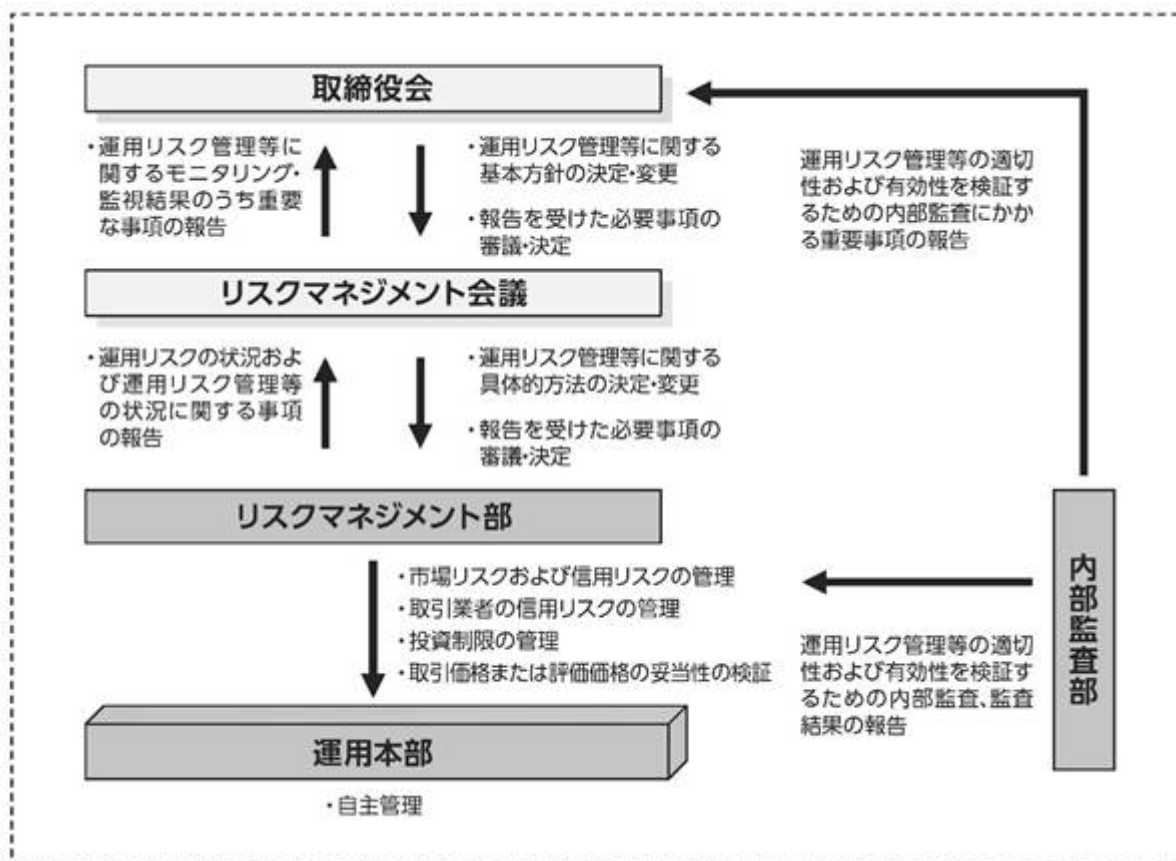 取締役会
・運用リスク管理等に
関するモニタリング・
監視結果のうち重要
な事項の報告
・運用リスク管理等に関する
基本方針の決定・変更
・報告を受けた必要事項の
審議・決定
運用リスク管理等の適切
性および有効性を検証す
るための内部監査にかか
る重要事項の報告
リスクマネジメント会議
・運用リスクの状況およ
び運用リスク管理等
の状況に関する事項
の報告
・運用リスク管理等に関する
具体的方法の決定・変更
・報告を受けた必要事項の
審議・決定
リスクマネジメント部
・市場リスクおよび信用リスクの管理
・取引業者の信用リスクの管理
・投資制限の管理
・取引価格または評価価格の妥当性の検証
内部監査部
運用リスク管理等の適切
性および有効性を検証す
るための内部監査、監査
結果の報告
運用本部
・自主管理